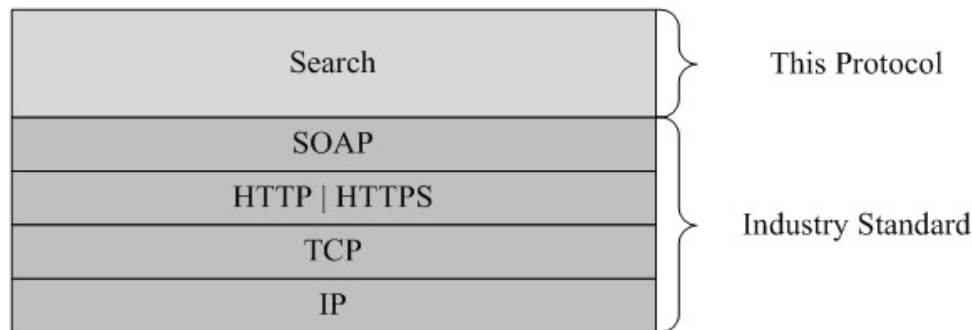 Search
This Protocol
SOAP
HTTP | HTTPS
Industry Standard
TCP
IP